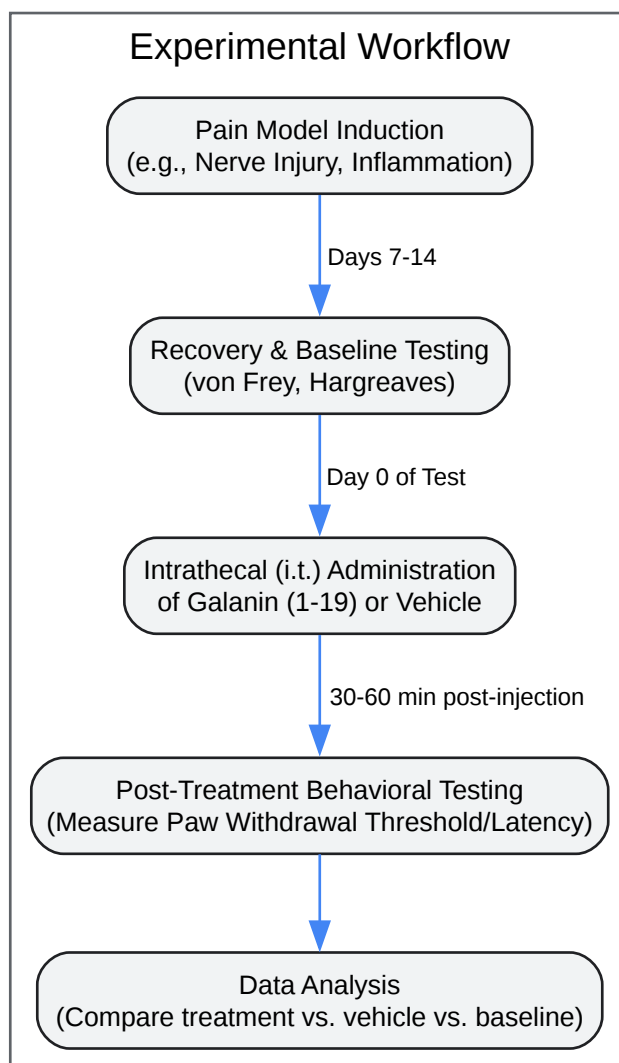 Experimental Workflow
Pain Model Induction
(e.g., Nerve Injury, Inflammation)
Days 7-14
Recovery & Baseline Testing
(von Frey, Hargreaves)
Day 0 of Test
Intrathecal (i.t.) Administration
of Galanin (1-19) or Vehicle
30-60 min post-injection
Post-Treatment Behavioral Testing
(Measure Paw Withdrawal Threshold/Latency)
Data Analysis
(Compare treatment vs. vehicle vs. baseline)